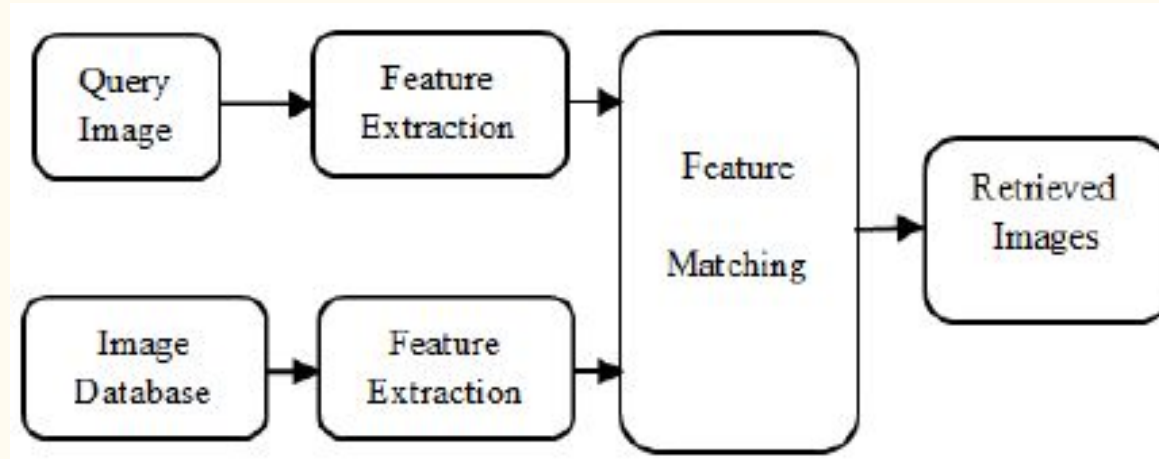 Query
Image
Feature
Extraction
Feature
Matching
Retrieved
Images
Image
Database
Feature
Extraction